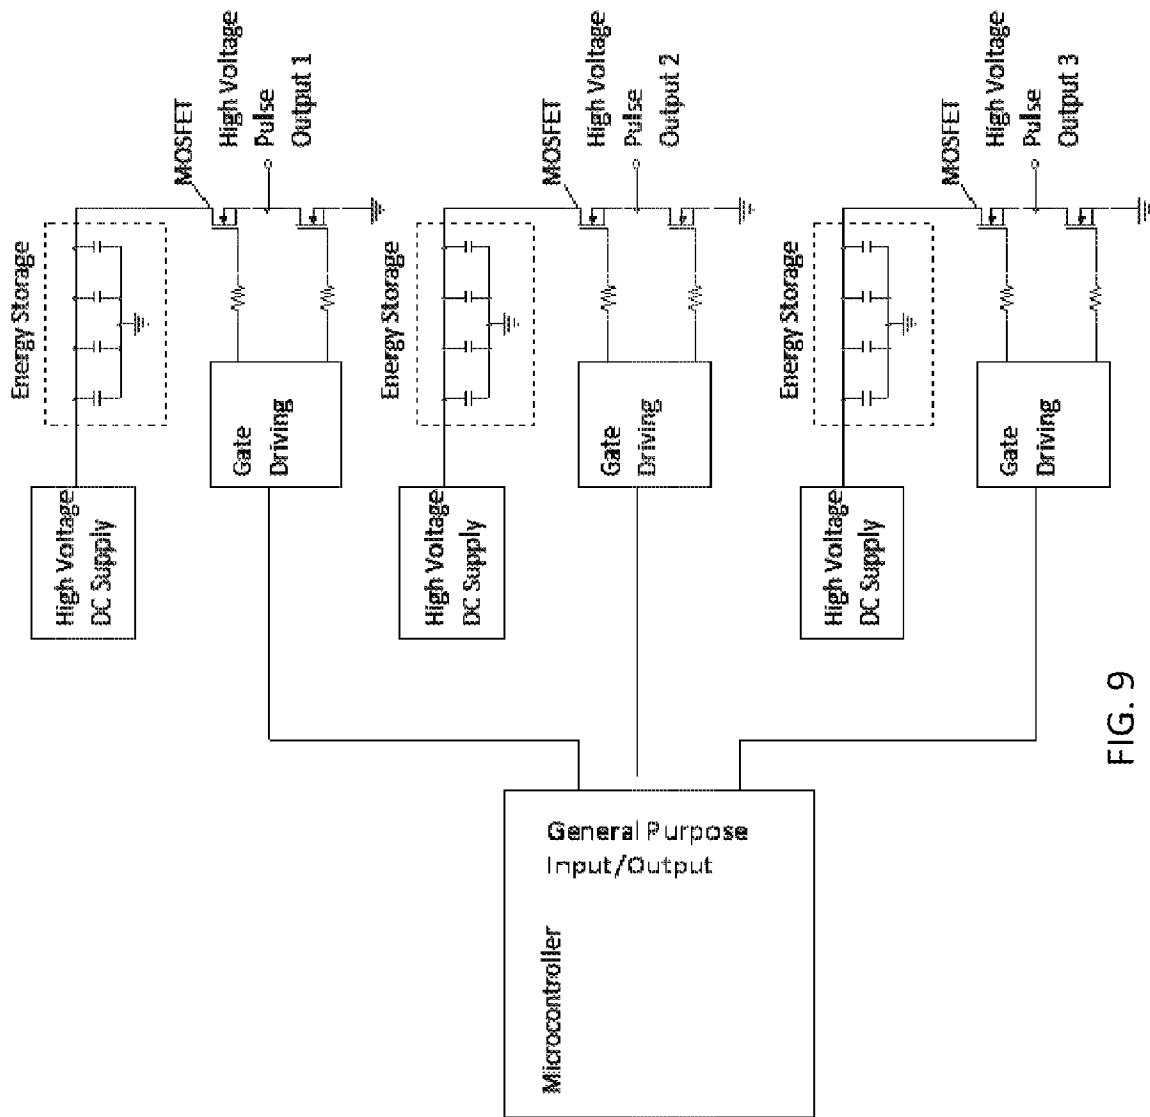 Energy Storage
High Voltage
DC Supply
Gate
Driving
MOSFET
High Voltage
Pulse
Output 1
Energy Storage
High Voltage
DC Supply
Gate
Driving
MOSFET
High Voltage
Pulse
Output 2
Energy Storage
High Voltage
DC Supply
Gate
Driving
MOSFET
High Voltage
Pulse
Output 3
General Purpose
Input/Output
Microcontroller
FIG. 9